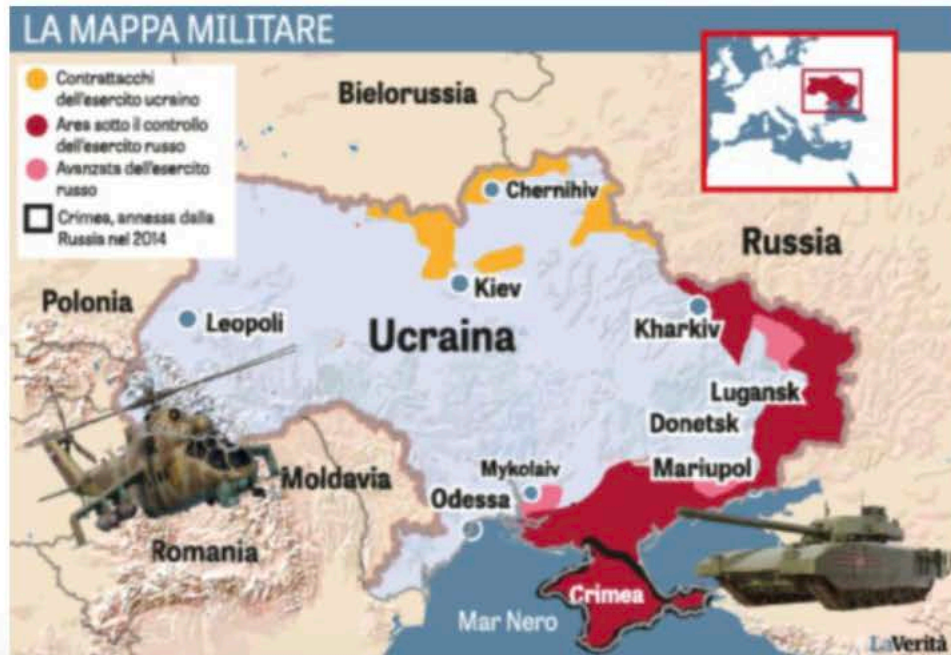 LA MAPPA MILITARE
Contrattacchi
dell'esercito ucraino
Area sotto il controllo
dell'esercito russo
Avanzata dell'esercito
russo
Crimea, annessa dalla
Russia nel 2014
Bielorussia
Chernihiv
Russia
Polonia
Kiev
Leopoli
Ucraina
Kharkiv
Lugansk
Donetsk
Moldavia
Mykolaiv
Mariupol
Odessa
Romania
Crimea
Mar Nero
LaVerità